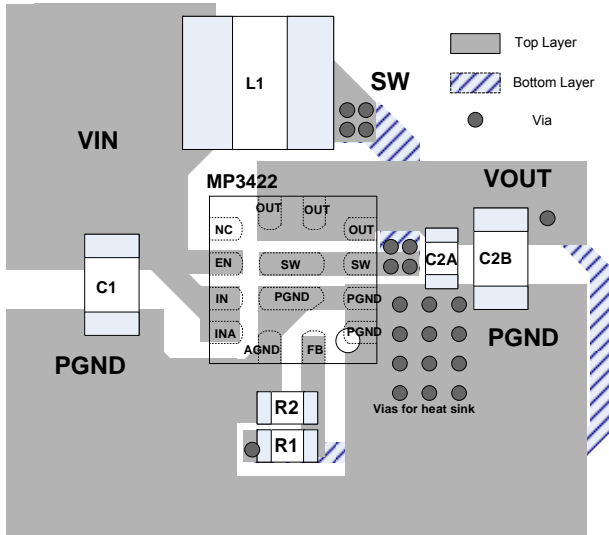 L1
SW
Top Layer
Bottom Layer
Via
VIN
MP3422
VOUT
OUT
OUT
NC
OUT
EN
SW
SW
C2A
C2B
C1
IN
PGND
PGND
INA
PGND
PGND
PGND
AGND
FB
Vias for heat sink
R2
R1